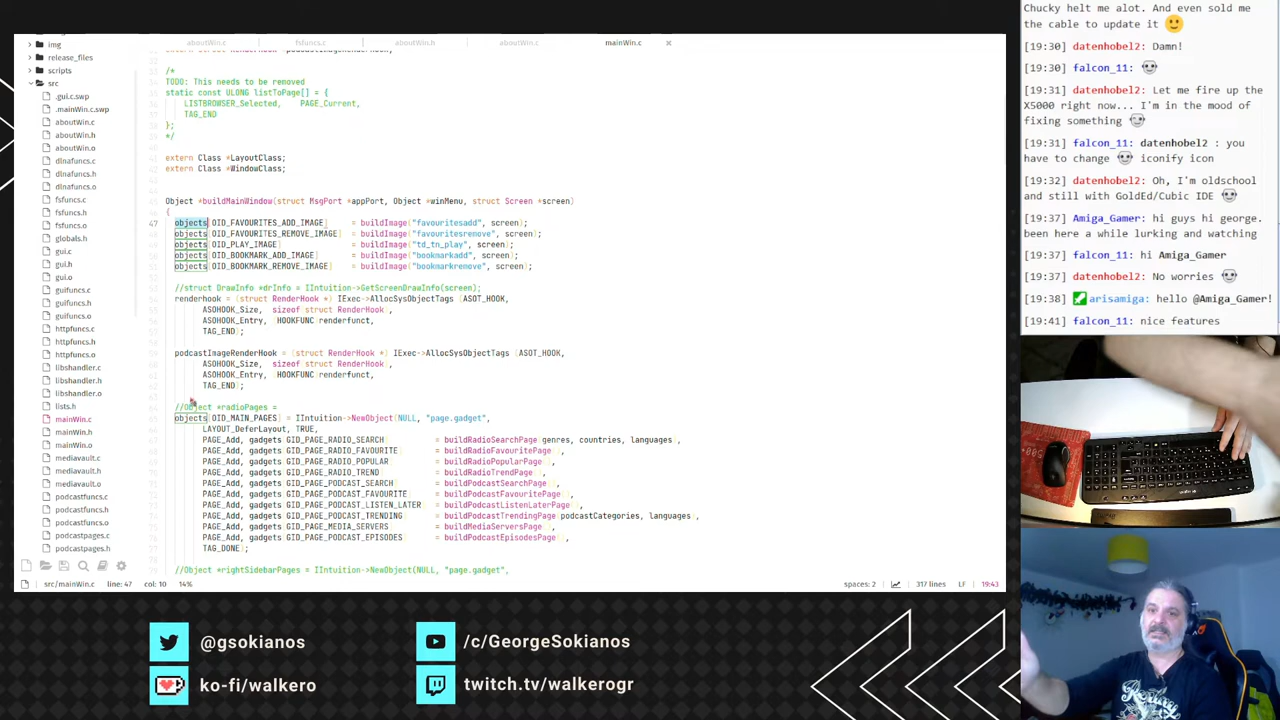 img
release_files
scripts
src
.gui.c.swp
.mainWin.c.swp
aboutWin.c
aboutWin.h
aboutWin.o
dlnafuncs.c
dlnafuncs.h
dlnafuncs.o
fsfuncs.c
fsfuncs.h
fsfuncs.o
globals.h
gui.c
gui.h
gui.o
guifuncs.c
guifuncs.h
guifuncs.o
httpfuncs.c
httpfuncs.h
httpfuncs.o
libshandler.c
libshandler.h
libshandler.o
lists.h
mainWin.c
mainWin.h
mainWin.o
mediavault.c
mediavault.h
mediavault.o
podcastfuncs.c
podcastfuncs.h
podcastfuncs.o
podcastpages.c
podcastpages.h
aboutWin.c
fsfuncs.c
aboutWin.h
aboutWin.c
mainWin.c
/*
TODO: This needs to be removed
static const ULONG listToPage[] = {
LISTBROWSER_Selected, PAGE_Current,
TAG_END
};
*/
extern Class *LayoutClass;
extern Class *WindowClass;
Object *buildMainWindow(struct MsgPort *appPort, Object *winMenu, struct Screen *screen)
{
47 objects[OID_FAVOURITES_ADD_IMAGE] = buildImage("favouritesadd", screen);
objects[OID_FAVOURITES_REMOVE_IMAGE] = buildImage("favouritesremove", screen);
objects[OID_PLAY_IMAGE] = buildImage("td_tn_play", screen);
objects[OID_BOOKMARK_ADD_IMAGE] = buildImage("bookmarkadd", screen);
objects[OID_BOOKMARK_REMOVE_IMAGE] = buildImage("bookmarkremove", screen);
//struct DrawInfo *drInfo = IIntuition->GetScreenDrawInfo(screen);
renderhook = (struct RenderHook *) IExec->AllocSysObjectTags (ASOT_HOOK,
ASOHOOK_Size, sizeof(struct RenderHook),
ASOHOOK_Entry, (HOOKFUNC)renderfunct,
TAG_END);
podcastImageRenderHook = (struct RenderHook *) IExec->AllocSysObjectTags (ASOT_HOOK,
ASOHOOK_Size, sizeof(struct RenderHook),
ASOHOOK_Entry, (HOOKFUNC)renderfunct,
TAG_END);
//Object *radioPages =
objects[OID_MAIN_PAGES] = IIntuition->NewObject(NULL, "page.gadget",
LAYOUT_DeferLayout, TRUE,
PAGE_Add, gadgets[GID_PAGE_RADIO_SEARCH] = buildRadioSearchPage(genres, countries, languages),
PAGE_Add, gadgets[GID_PAGE_RADIO_FAVOURITE] = buildRadioFavouritePage(),
PAGE_Add, gadgets[GID_PAGE_RADIO_POPULAR] = buildRadioPopularPage(),
PAGE_Add, gadgets[GID_PAGE_RADIO_TREND] = buildRadioTrendPage(),
PAGE_Add, gadgets[GID_PAGE_PODCAST_SEARCH] = buildPodcastSearchPage(),
PAGE_Add, gadgets[GID_PAGE_PODCAST_FAVOURITE] = buildPodcastFavouritePage(),
PAGE_Add, gadgets[GID_PAGE_PODCAST_LISTEN_LATER] = buildPodcastListenLaterPage(),
PAGE_Add, gadgets[GID_PAGE_PODCAST_TRENDING] = buildPodcastTrendingPage(podcastCategories, languages),
PAGE_Add, gadgets[GID_PAGE_MEDIA_SERVERS] = buildMediaServersPage(),
PAGE_Add, gadgets[GID_PAGE_PODCAST_EPISODES] = buildPodcastEpisodesPage(),
TAG_DONE);
//Object *rightSidebarPages = IIntuition->NewObject(NULL, "page.gadget",
src/mainWin.c line: 47 col: 10 14% spaces: 2 317 lines LF 19:43
Chucky helt me alot. And even sold me
the cable to update it
[19:30] datenhobel2: Damn!
[19:30] falcon_11:
[19:31] datenhobel2: Let me fire up the
X5000 right now... I'm in the mood of
fixing something
[19:31] falcon_11: datenhobel2 : you
have to change iconify icon
[19:32] datenhobel2: Oh, I'm oldschool
and still with GoldEd/Cubic IDE
[19:37] Amiga_Gamer: hi guys hi george.
been here a while lurking and watching
[19:37] falcon_11: hi Amiga_Gamer
[19:37] datenhobel2: No worries
[19:38] arisamiga: hello @Amiga_Gamer!
[19:41] falcon_11: nice features
@gsokianos
/c/GeorgeSokianos
ko-fi/walkero
twitch.tv/walkerogr